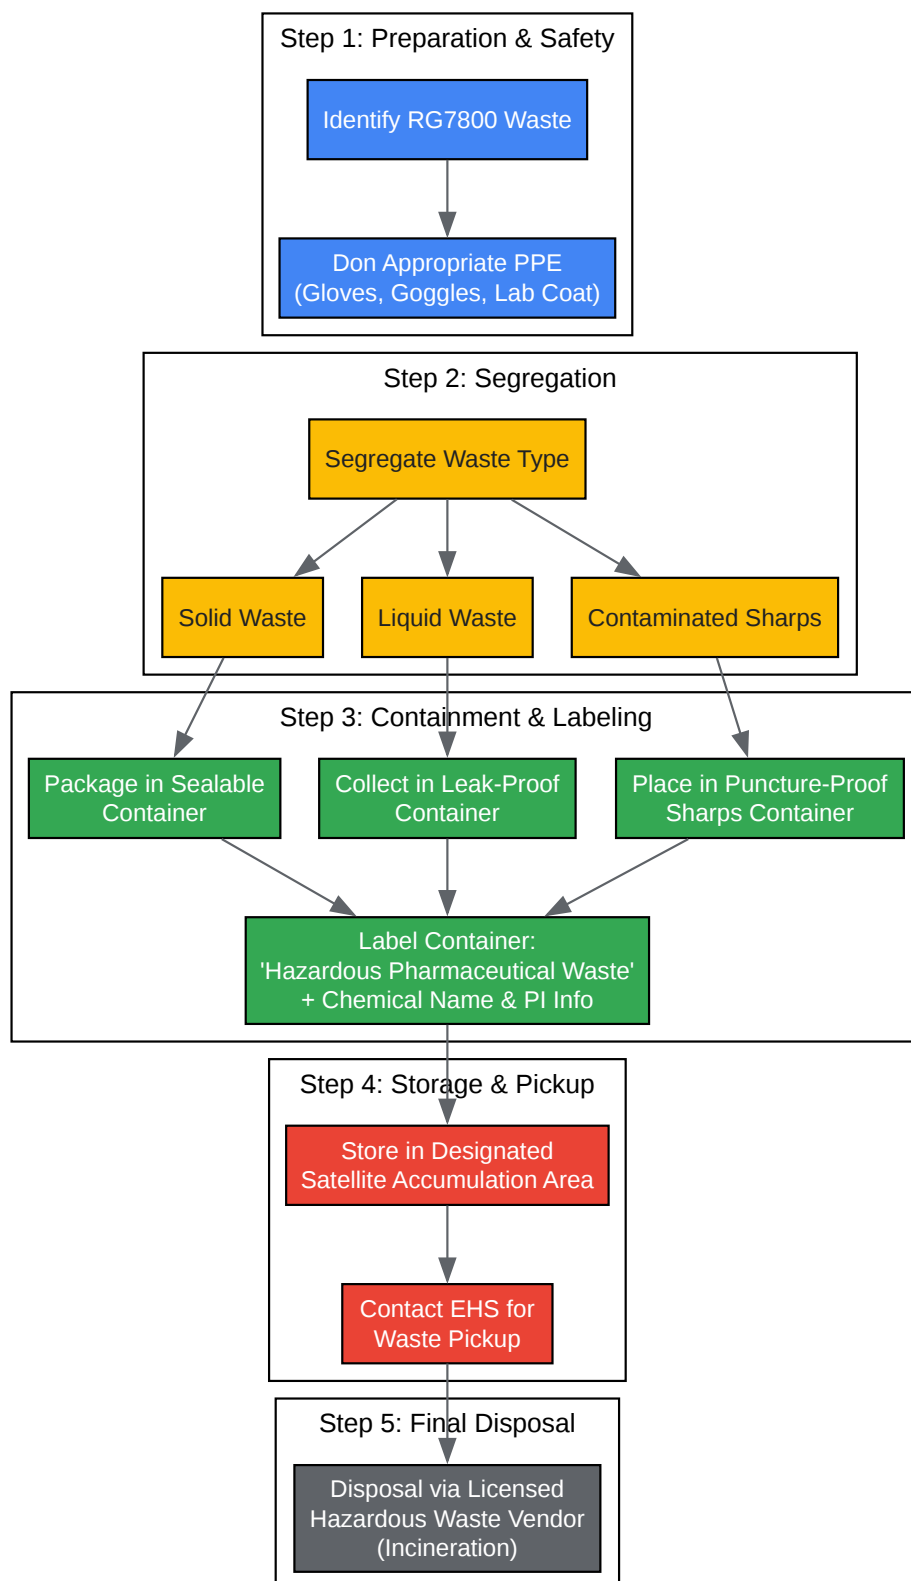 Step 1: Preparation & Safety
Identify RG7800 Waste
Don Appropriate PPE
(Gloves, Goggles, Lab Coat)
Step 2: Segregation
Segregate Waste Type
Solid Waste
Liquid Waste
Contaminated Sharps
Step 3: Containment & Labeling
Package in Sealable
Container
Collect in Leak-Proof
Container
Place in Puncture-Proof
Sharps Container
Label Container:
'Hazardous Pharmaceutical Waste'
+ Chemical Name & PI Info
Step 4: Storage & Pickup
Store in Designated
Satellite Accumulation Area
Contact EHS for
Waste Pickup
Step 5: Final Disposal
Disposal via Licensed
Hazardous Waste Vendor
(Incineration)